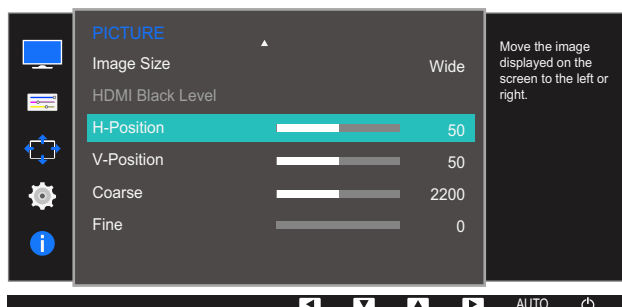 PICTURE
Image Size Wide
HDMI Black Level
H-Position 50
V-Position 50
Coarse 2200
Fine 0
Move the image
displayed on the
screen to the left or
right.
AUTO